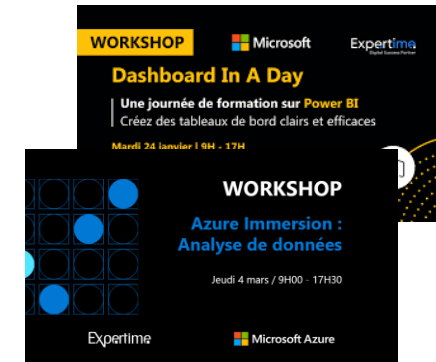 WORKSHOP
Microsoft
Expertime
Digital Success Partner
Dashboard In A Day
Une journée de formation sur Power BI
Créez des tableaux de bord clairs et efficaces
Mardi 24 janvier | 9H - 17H
WORKSHOP
Azure Immersion :
Analyse de données
Jeudi 4 mars / 9H00 - 17H30
Expertime
Microsoft Azure